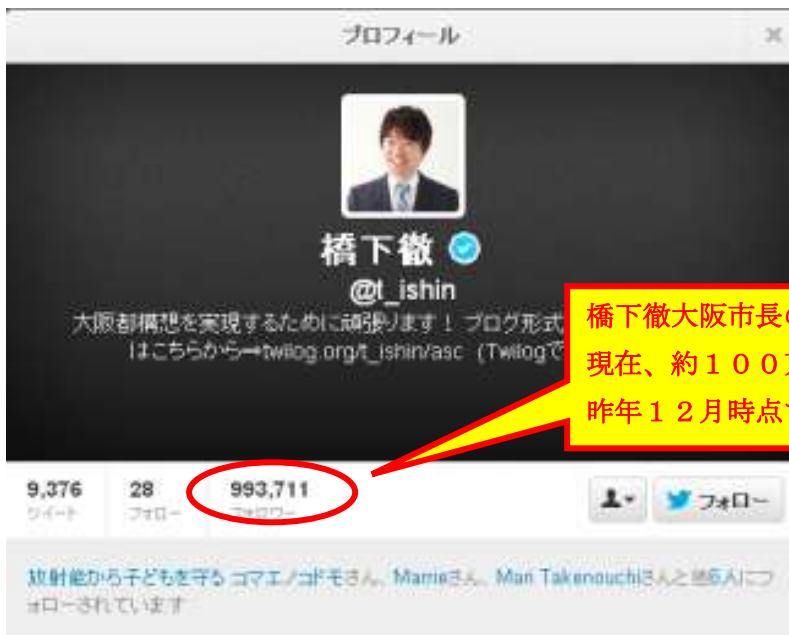 プロフィール
橋下徹
@t_ishin
大阪都構想を実現するために頑張ります！ ブログ形式
はこちらから→twilog.org/t_ishin/asc (Twilogで
橋下徹大阪市長の
現在、約１００万
昨年１２月時点で
9,376 28 993,711
ツイート フォロー フォロワー
フォロー
放射能から子どもを守る コマエノコドモさん、Marrieさん、Mari Takenouchiさんと他6人にフ
ォローされています